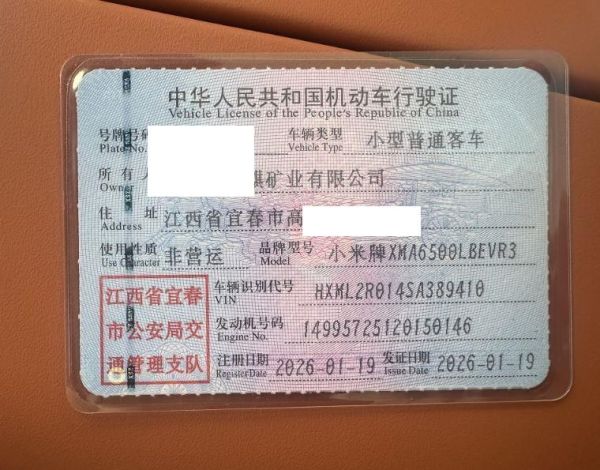 中华人民共和国机动车行驶证
Vehicle License of the People's Republic of China
号牌号码 车辆类型 小型普通客车
Plate No. Vehicle Type
所有人 矿业有限公司
Owner
住 址 江西省宜春市高
Address
使用性质 非营运 品牌型号 小米牌XMA6500LBEVR3
Use Character Model
江西省宜春市公安局交通管理支队
车辆识别代号 HXML2R014SA389410
VIN
发动机号码 14995725120150146
Engine No.
注册日期 2026-01-19 发证日期 2026-01-19
Register Date Issue Date